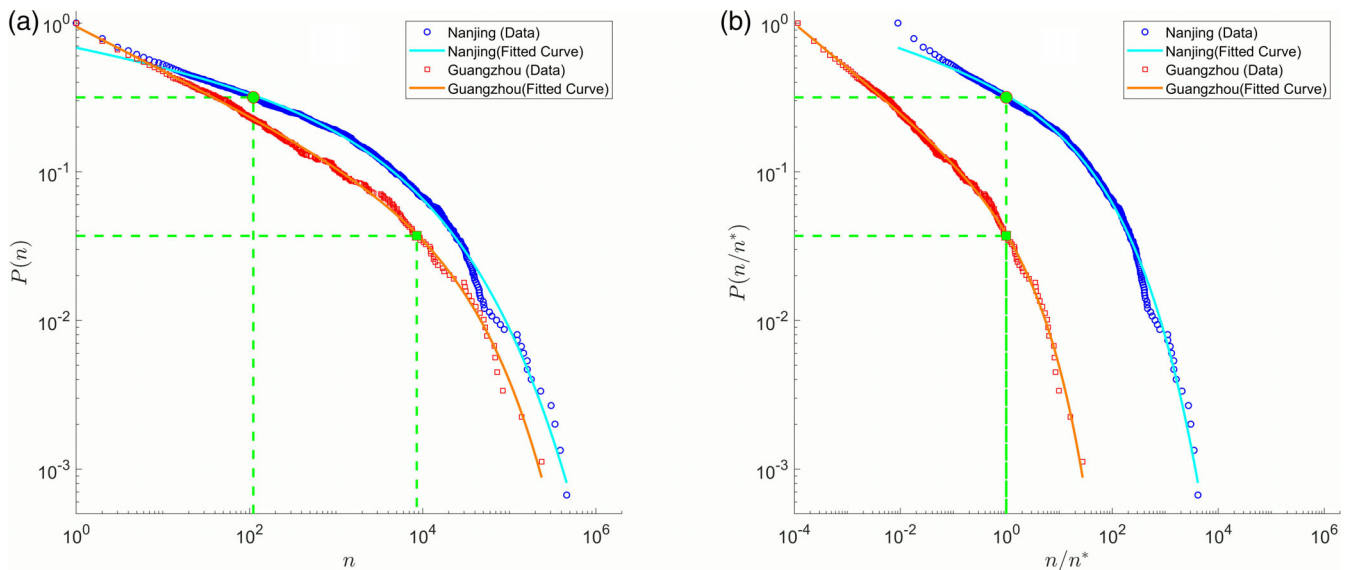 (a)
10^0
10^-1
10^-2
10^-3
P(n)
10^0
10^2
10^4
10^6
n
Nanjing (Data)
Nanjing(Fitted Curve)
Guangzhou (Data)
Guangzhou(Fitted Curve)
(b)
10^0
10^-1
10^-2
10^-3
P(n/n*)
10^-4
10^-2
10^0
10^2
10^4
10^6
n/n*
Nanjing (Data)
Nanjing(Fitted Curve)
Guangzhou (Data)
Guangzhou(Fitted Curve)